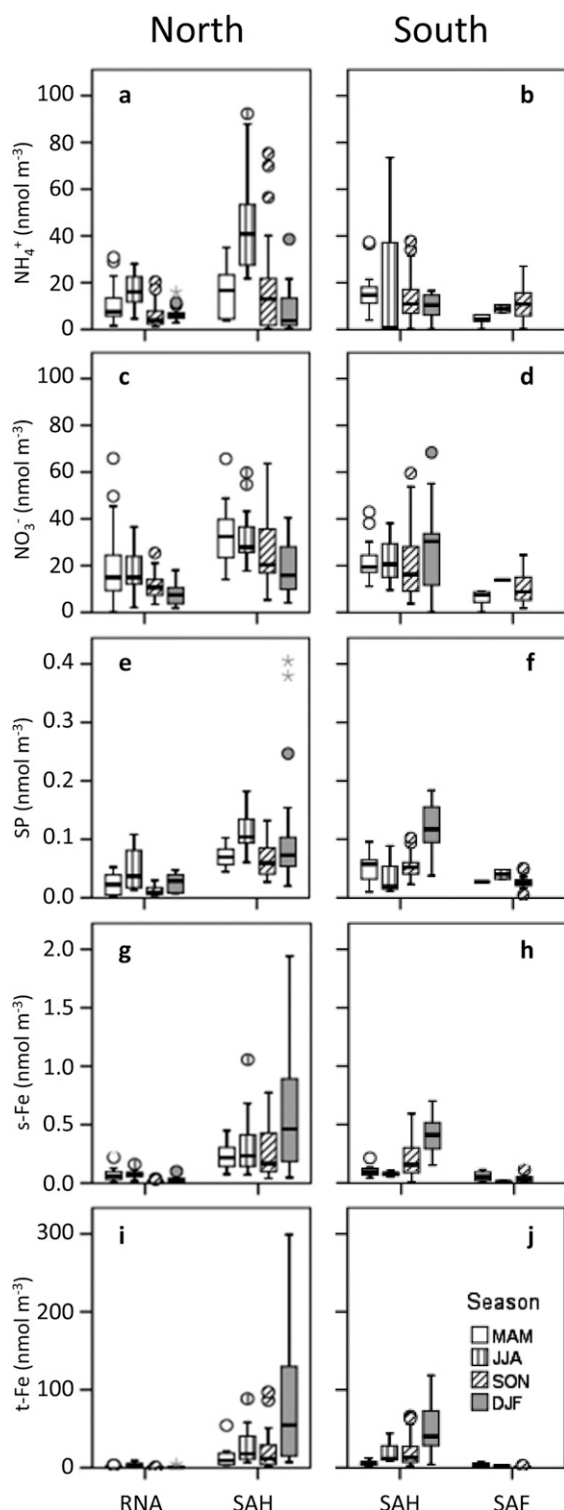 North South
a b
100
80
60
40
20
0
NH₄⁺ (nmol m⁻³)
c d
100
80
60
40
20
0
NO₃⁻ (nmol m⁻³)
e f
0.4
0.3
0.2
0.1
0.0
SP (nmol m⁻³)
g h
2.0
1.5
1.0
0.5
0.0
s-Fe (nmol m⁻³)
i j
300
200
100
0
t-Fe (nmol m⁻³)
Season
MAM
JJA
SON
DJF
RNA SAH SAH SAF